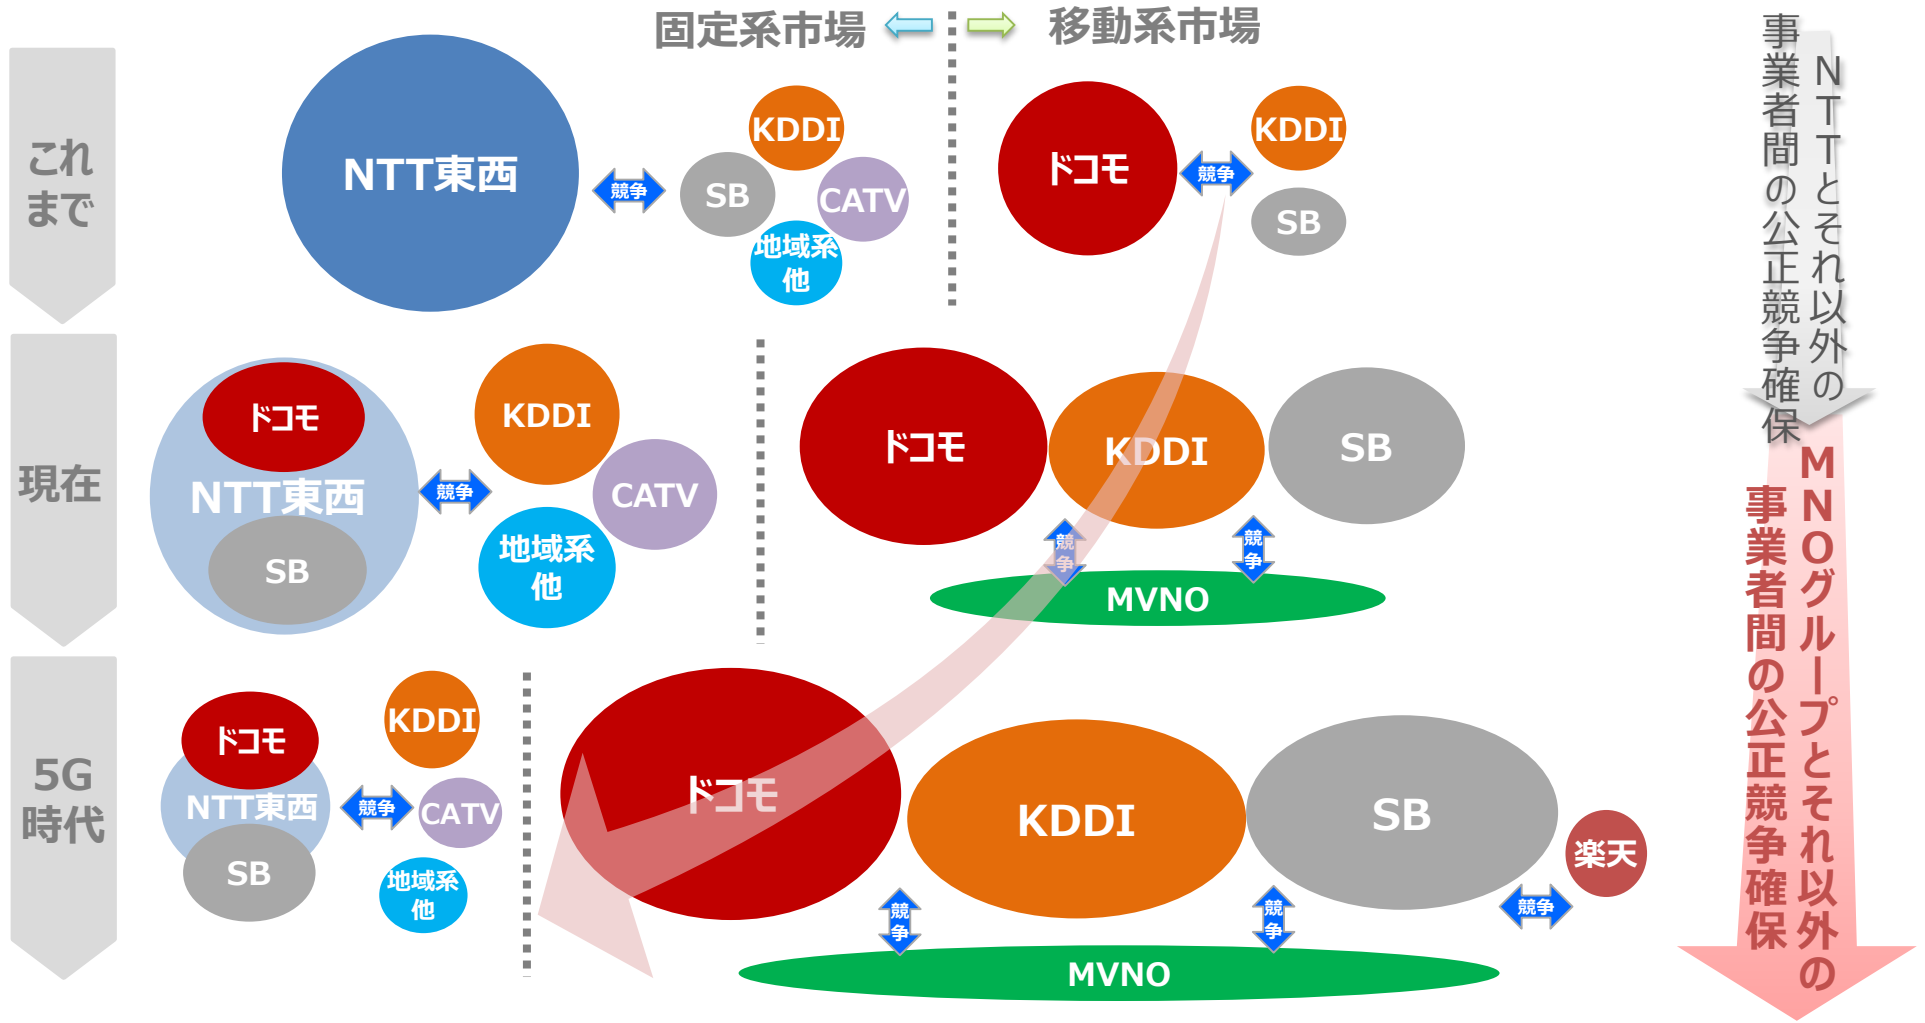 固定系市場
移動系市場
これ
まで
NTT東西
競争
KDDI
SB
CATV
地域系
他
ドコモ
競争
KDDI
SB
現在
ドコモ
NTT東西
SB
競争
KDDI
CATV
地域系
他
ドコモ
KDDI
SB
競
争
競
争
MVNO
5G
時代
ドコモ
NTT東西
SB
競争
KDDI
CATV
地域系
他
ドコモ
KDDI
SB
楽天
競
争
競
争
競争
MVNO
NTTとそれ以外の
事業者間の公正競争確保
MNOグループとそれ以外の
事業者間の公正競争確保